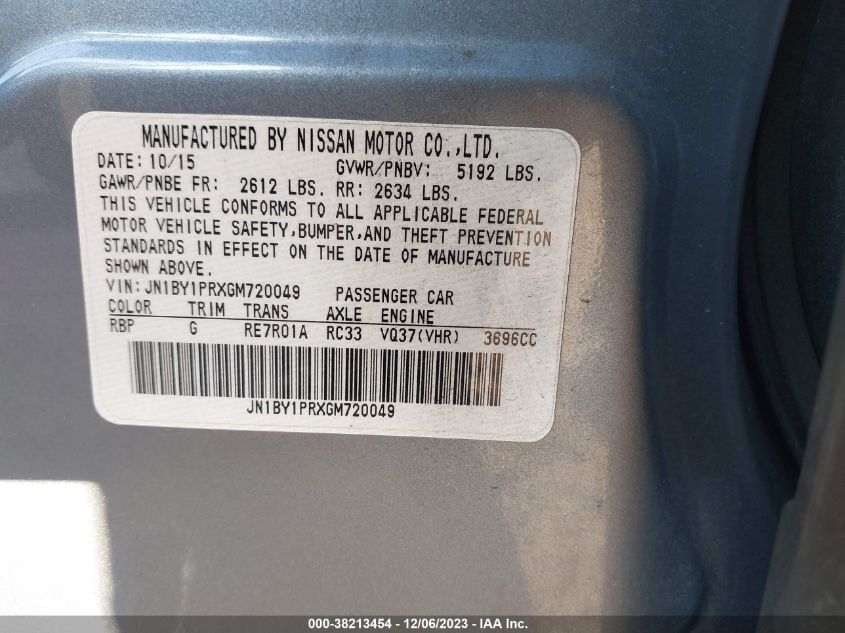 MANUFACTURED BY NISSAN MOTOR CO.,LTD.
DATE: 10/15 GVWR/PNBV: 5192 LBS.
GAWR/PNBE FR: 2612 LBS. RR: 2634 LBS.
THIS VEHICLE CONFORMS TO ALL APPLICABLE FEDERAL
MOTOR VEHICLE SAFETY,BUMPER,AND THEFT PREVENTION
STANDARDS IN EFFECT ON THE DATE OF MANUFACTURE
SHOWN ABOVE.
VIN: JN1BY1PRXGM720049 PASSENGER CAR
COLOR TRIM TRANS AXLE ENGINE
RBP G RE7R01A RC33 VQ37(VHR) 3696CC
JN1BY1PRXGM720049
000-38213454 - 12/06/2023 - IAA Inc.